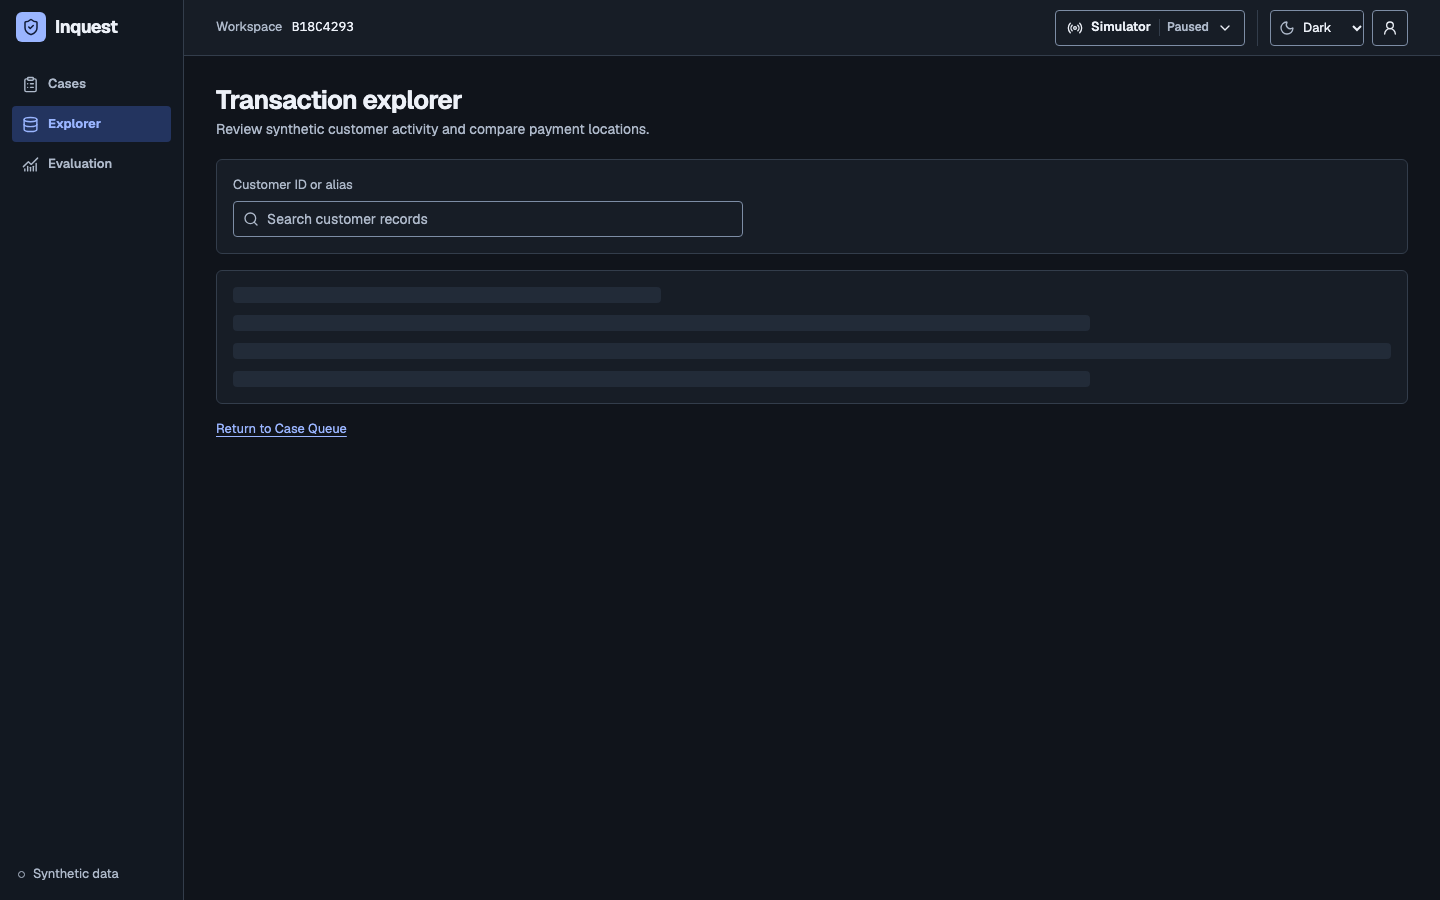 Inquest
Workspace B18C4293
Simulator Paused
Dark
Cases
Explorer
Evaluation
Transaction explorer
Review synthetic customer activity and compare payment locations.
Customer ID or alias
Search customer records
Return to Case Queue
Synthetic data